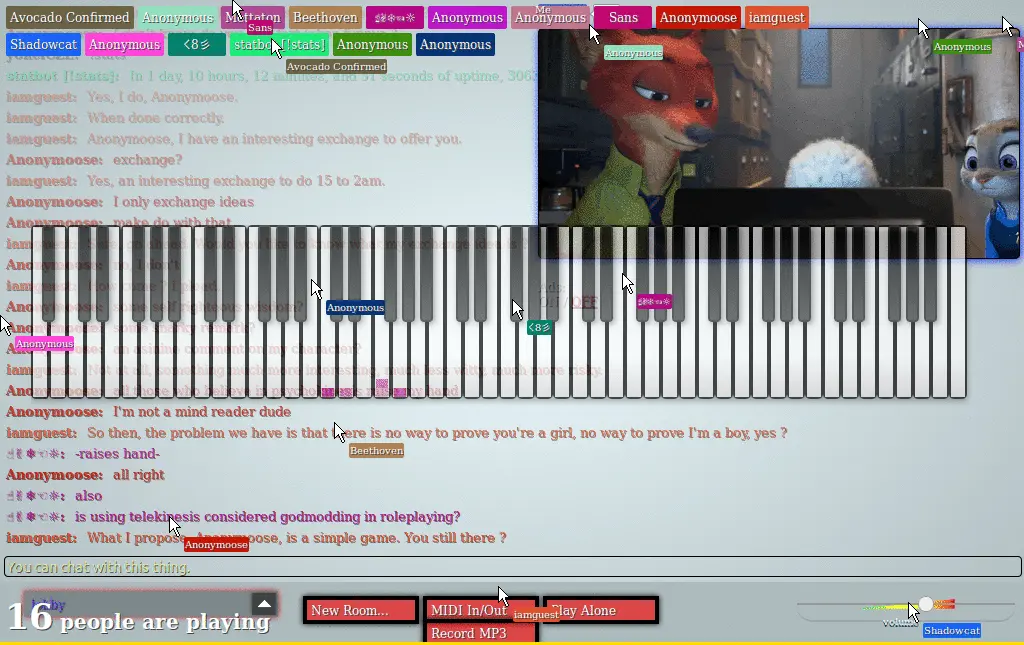 Avocado Confirmed Anonymous Mettaton Beethoven Anonymous Anonymous Sans Anonymoose iamguest
Me
Sans
Shadowcat Anonymous <8彡 statbot [!stats] Anonymous Anonymous
Anonymous
Anonymous
Avocado Confirmed
statbot [!stats]: In 1 day, 10 hours, 12 minutes, and 31 seconds of uptime,
iamguest: Yes, I do, Anonymoose.
iamguest: When done correctly.
iamguest: Anonymoose, I have an interesting exchange to offer you.
Anonymoose: exchange?
iamguest: Yes, an interesting exchange to do 15 to 2am.
Anonymoose: I only exchange ideas
Anonymoose: make do with that
Anonymoose: no, I don't
iamguest: How come ? I plead.
Anonymoose: some self righteous wisdom?
Anonymous
<8彡
Anonymoose: some snarky remark?
Anonymous
Anonymoose: an asinine comment on my character?
iamguest: Not at all, something much more interesting, much less witty, much more risky.
Anonymoose: all those who believe in psychokinesis raise my hand
Anonymoose: I'm not a mind reader dude
iamguest: So then, the problem we have is that there is no way to prove you're a girl, no way to prove I'm a boy, yes ?
Beethoven
-raises hand-
Anonymoose: all right
also
is using telekinesis considered godmodding in roleplaying?
iamguest: What I propose, Anonymoose, is a simple game. You still there ?
Anonymoose
You can chat with this thing.
lobby
16 people are playing
New Room...
MIDI In/Out
Play Alone
iamguest
Record MP3
volume
Shadowcat